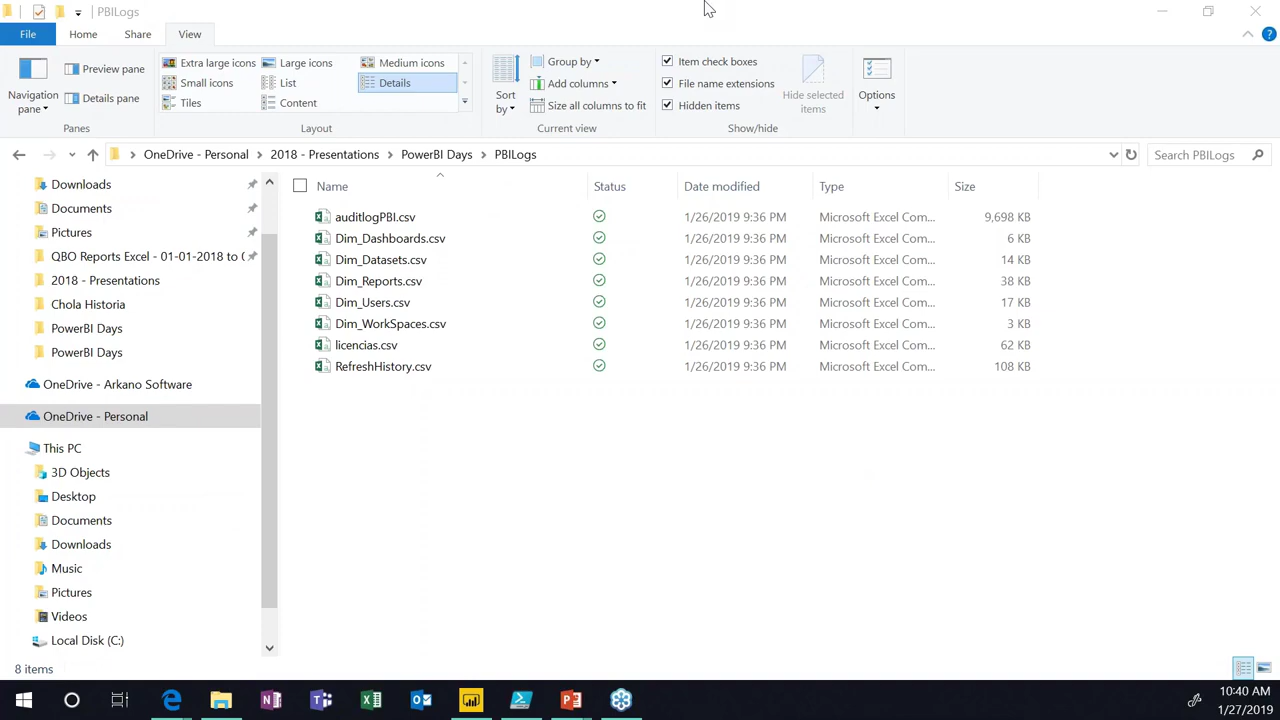 PBILogs
File Home Share View
Navigation pane
Preview pane
Details pane
Panes
Extra large icons Large icons Medium icons
Small icons List Details
Tiles Content
Layout
Sort by
Group by
Add columns
Size all columns to fit
Current view
Item check boxes
File name extensions
Hidden items
Hide selected items
Show/hide
Options
OneDrive - Personal 2018 - Presentations PowerBI Days PBILogs
Search PBILogs
Downloads
Documents
Pictures
QBO Reports Excel - 01-01-2018 to
2018 - Presentations
Chola Historia
PowerBI Days
PowerBI Days
OneDrive - Arkano Software
OneDrive - Personal
This PC
3D Objects
Desktop
Documents
Downloads
Music
Pictures
Videos
Local Disk (C:)
Name Status Date modified Type Size
auditlogPBI.csv 1/26/2019 9:36 PM Microsoft Excel Com... 9,698 KB
Dim_Dashboards.csv 1/26/2019 9:36 PM Microsoft Excel Com... 6 KB
Dim_Datasets.csv 1/26/2019 9:36 PM Microsoft Excel Com... 14 KB
Dim_Reports.csv 1/26/2019 9:36 PM Microsoft Excel Com... 38 KB
Dim_Users.csv 1/26/2019 9:36 PM Microsoft Excel Com... 17 KB
Dim_WorkSpaces.csv 1/26/2019 9:36 PM Microsoft Excel Com... 3 KB
licencias.csv 1/26/2019 9:36 PM Microsoft Excel Com... 62 KB
RefreshHistory.csv 1/26/2019 9:36 PM Microsoft Excel Com... 108 KB
8 items
10:40 AM
1/27/2019